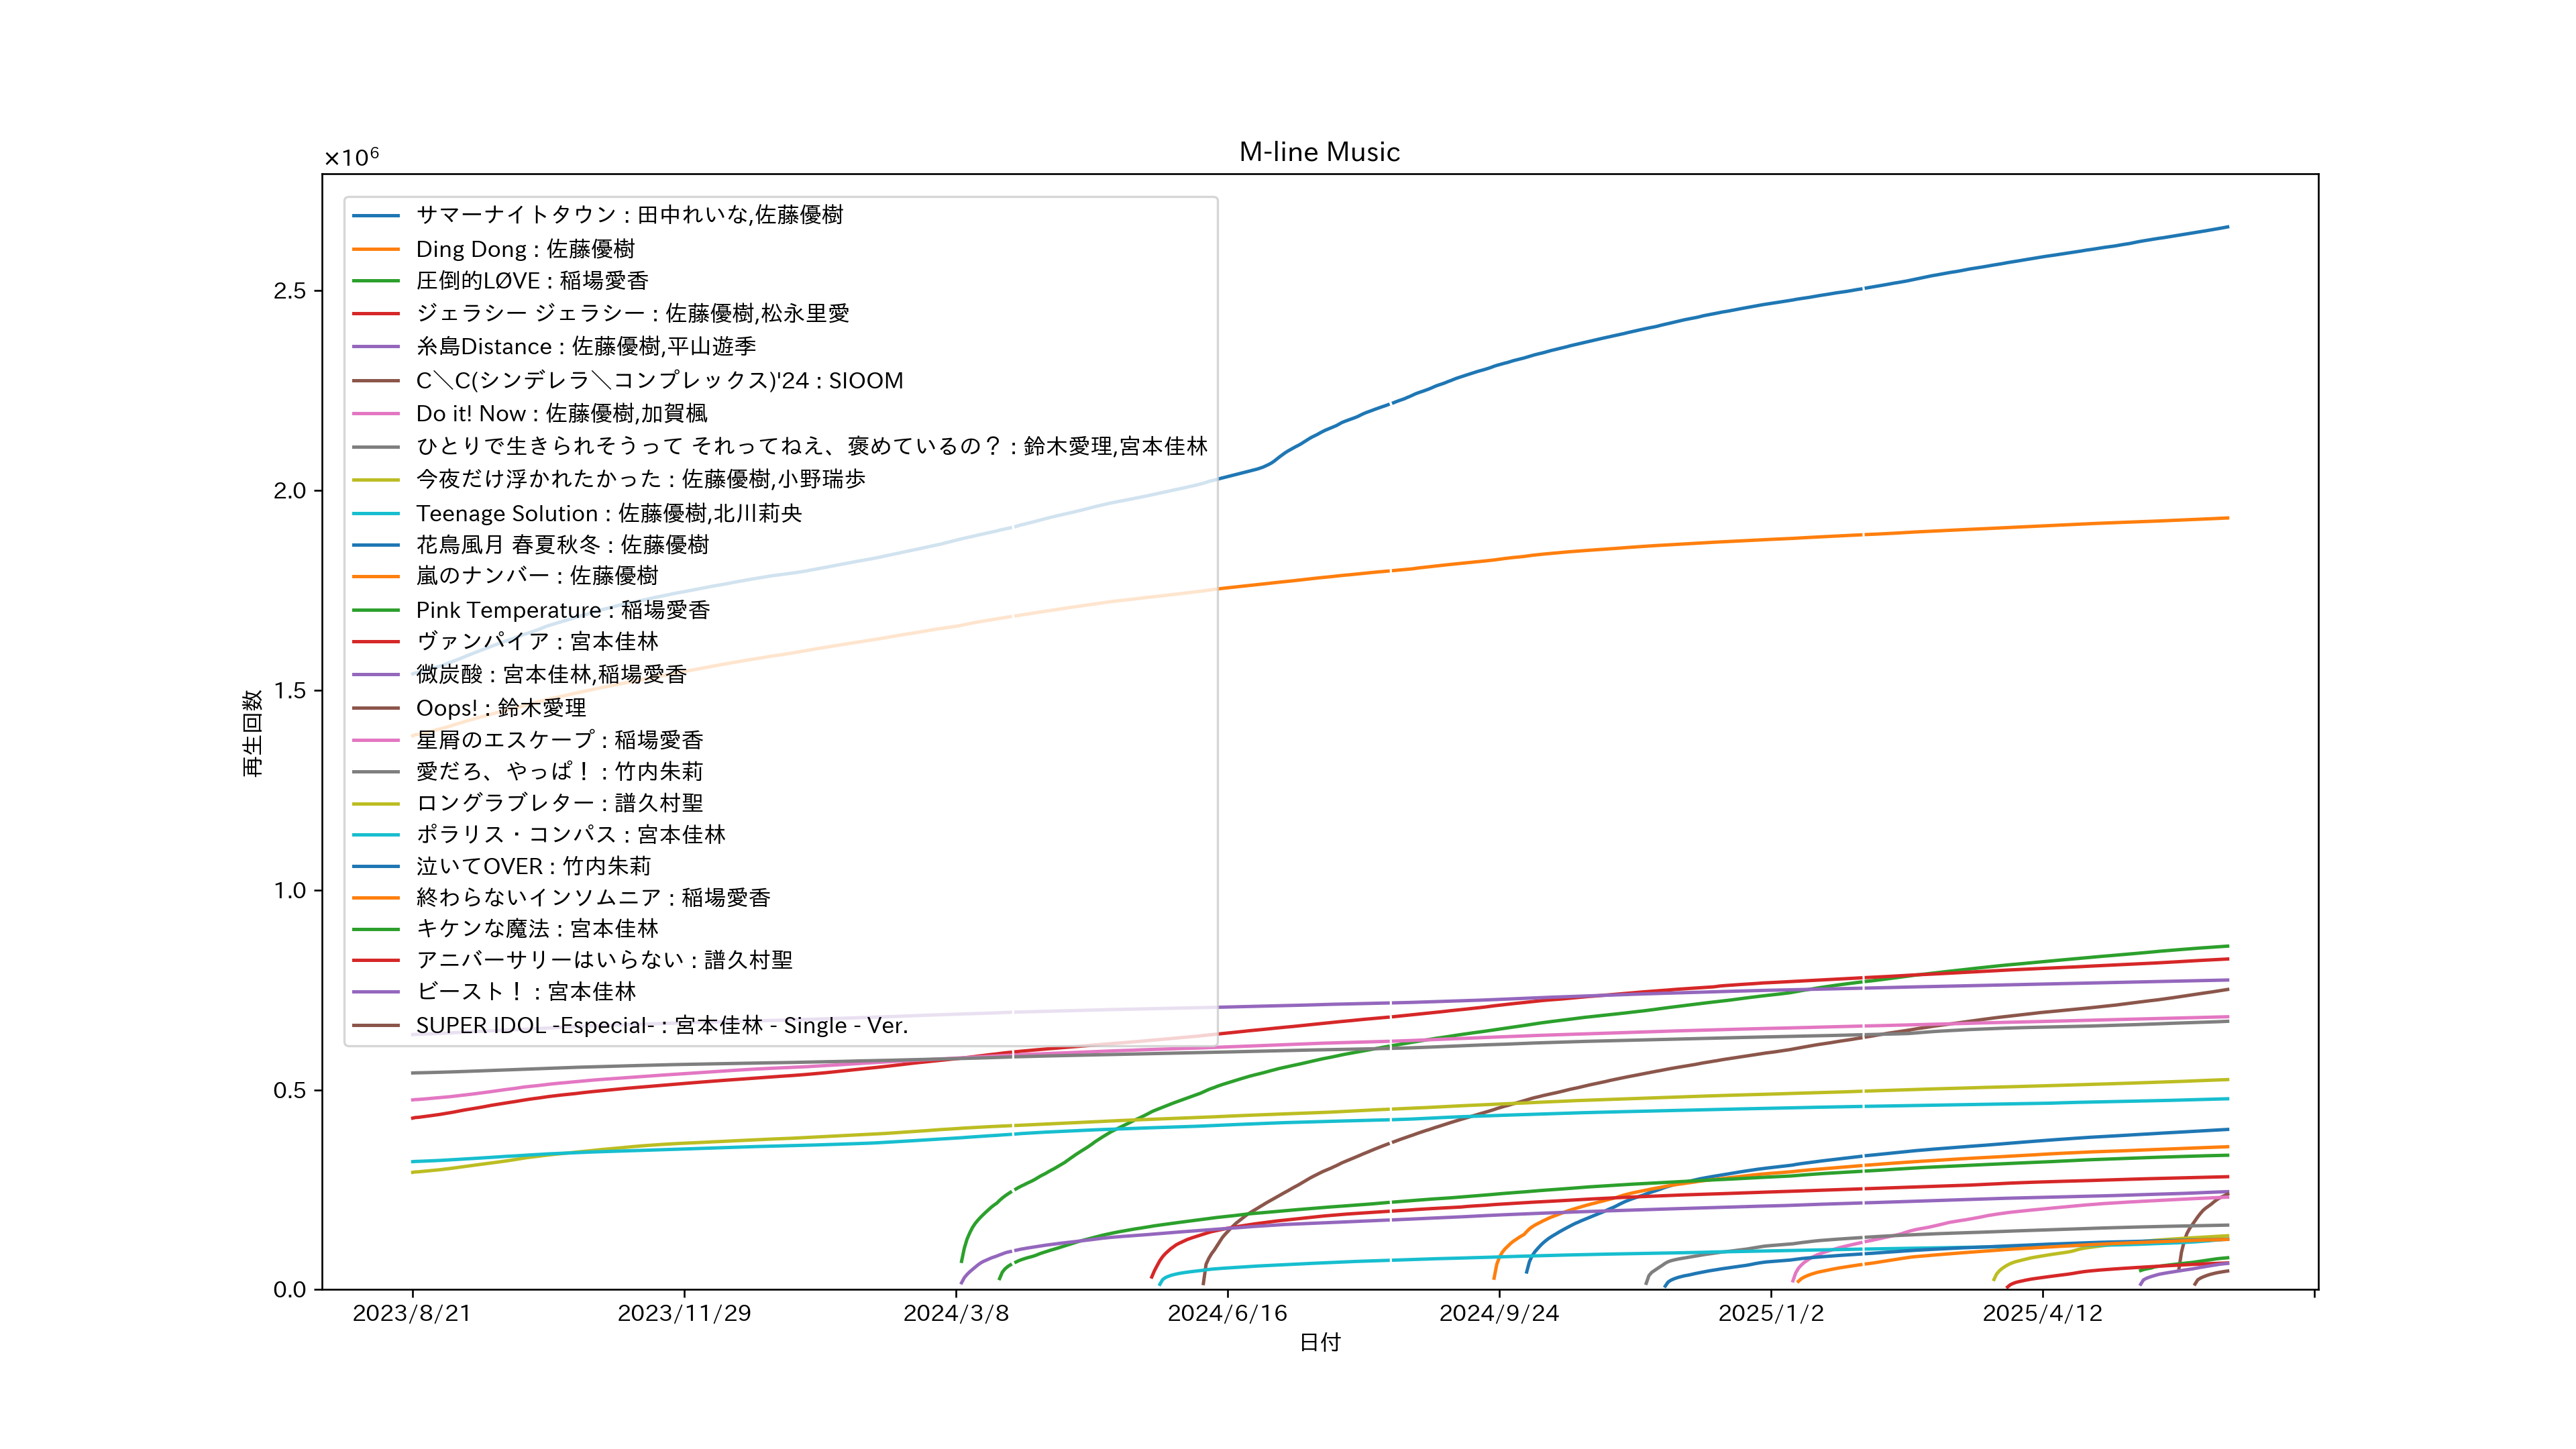 M-line Music
×10⁶
サマーナイトタウン : 田中れいな,佐藤優樹
Ding Dong : 佐藤優樹
圧倒的LØVE : 稲場愛香
ジェラシー ジェラシー : 佐藤優樹,松永里愛
糸島Distance : 佐藤優樹,平山遊季
C＼C(シンデレラ＼コンプレックス)'24 : SIOOM
Do it! Now : 佐藤優樹,加賀楓
ひとりで生きられそうって それってねえ、褒めているの？ : 鈴木愛理,宮本佳林
今夜だけ浮かれたかった : 佐藤優樹,小野瑞歩
Teenage Solution : 佐藤優樹,北川莉央
花鳥風月 春夏秋冬 : 佐藤優樹
嵐のナンバー : 佐藤優樹
Pink Temperature : 稲場愛香
ヴァンパイア : 宮本佳林
微炭酸 : 宮本佳林,稲場愛香
Oops! : 鈴木愛理
星屑のエスケープ : 稲場愛香
愛だろ、やっぱ！ : 竹内朱莉
ロングラブレター : 譜久村聖
ポラリス・コンパス : 宮本佳林
泣いてOVER : 竹内朱莉
終わらないインソムニア : 稲場愛香
キケンな魔法 : 宮本佳林
アニバーサリーはいらない : 譜久村聖
ビースト！ : 宮本佳林
SUPER IDOL -Especial- : 宮本佳林 - Single - Ver.
再生回数
2.5
2.0
1.5
1.0
0.5
0.0
2023/8/21
2023/11/29
2024/3/8
2024/6/16
2024/9/24
2025/1/2
2025/4/12
日付